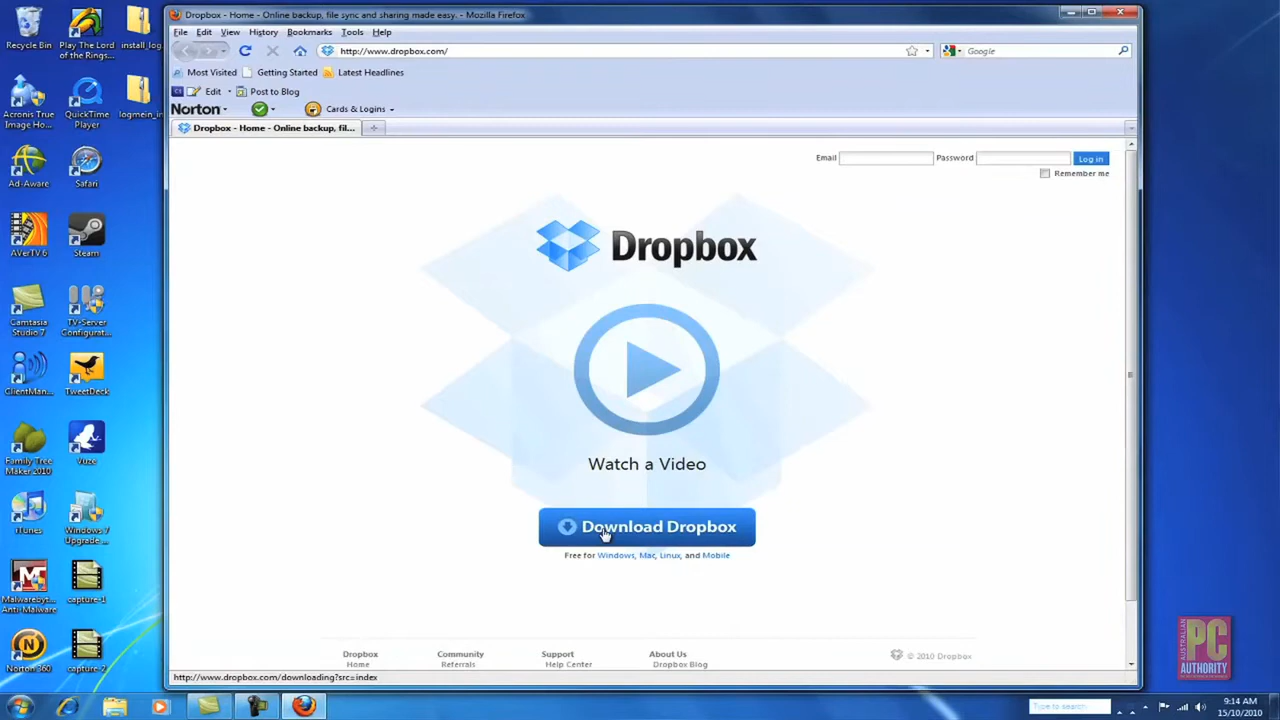 Dropbox - Home - Online backup, file sync and sharing made easy. - Mozilla Firefox
File Edit View History Bookmarks Tools Help
http://www.dropbox.com/
Google
Most Visited Getting Started Latest Headlines
Edit Post to Blog
Norton Cards & Logins
Dropbox - Home - Online backup, fil...
Email Password Log in
Remember me
Dropbox
Watch a Video
Download Dropbox
Free for Windows, Mac, Linux, and Mobile
Dropbox Community Support About Us
Home Referrals Help Center Dropbox Blog
© 2010 Dropbox
http://www.dropbox.com/downloading?src=index
Recycle Bin
Play The Lord
of the Rings...
install_log.
Acronis True
Image Ho...
QuickTime
Player
logmein_in
Ad-Aware
Safari
AVerTV 6
Steam
Camtasia
Studio 7
TV-Server
Configurat...
ClientMan...
TweetDeck
Family Tree
Maker 2010
Vuze
iTunes
Windows 7
Upgrade ...
Malwarebyt...
Anti-Malware
capture-1
Norton 360
capture-2
AUSTRALIAN
PC
AUTHORITY
Type to search
9:14 AM
15/10/2010